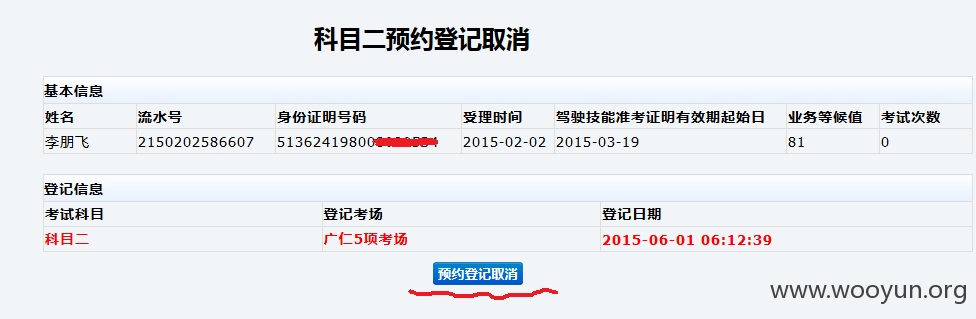 科目二预约登记取消
基本信息
姓名 流水号 身份证明号码 受理时间 驾驶技能准考证明有效期起始日 业务等候值 考试次数
李朋飞 2150202586607 51362419800 2015-02-02 2015-03-19 81 0
登记信息
考试科目 登记考场 登记日期
科目二 广仁5项考场 2015-06-01 06:12:39
预约登记取消
www.wooyun.org